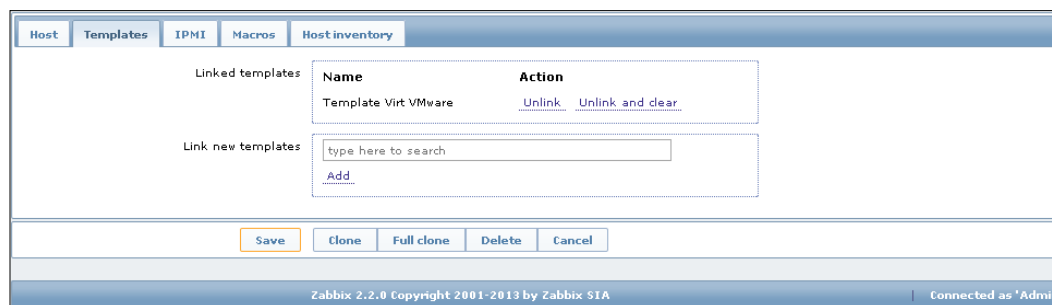 Host Templates IPMI Macros Host inventory
Linked templates Name Action
Template Virt VMware Unlink Unlink and clear
Link new templates type here to search
Add
Save Clone Full clone Delete Cancel
Zabbix 2.2.0 Copyright 2001-2013 by Zabbix SIA | Connected as 'Admi